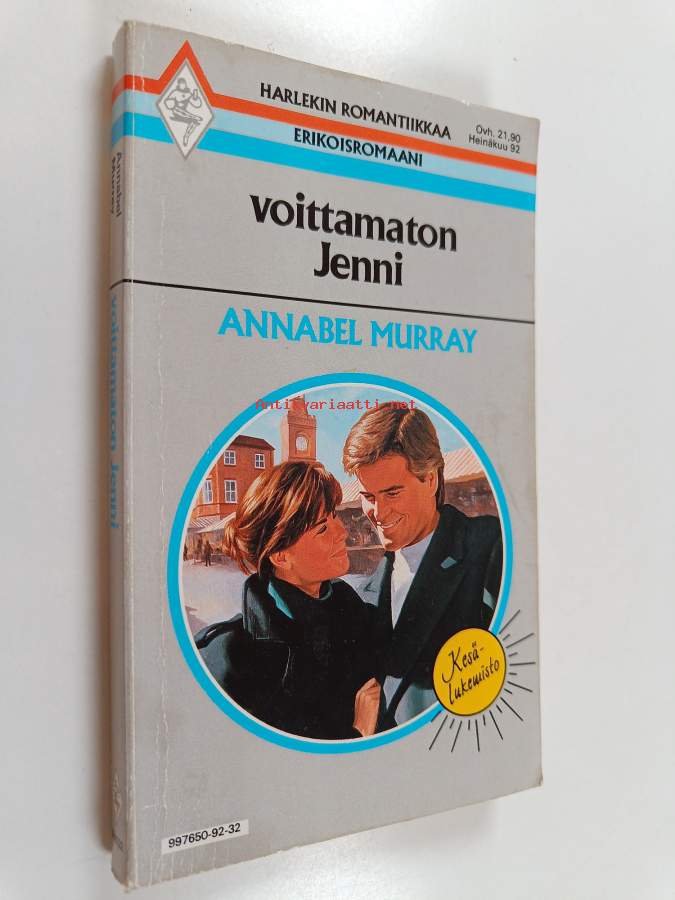 HARLEKIN ROMANTIIKKAA
ERIKOISROMAANI
Ovh. 21,90
Heinäkuu 92
voittamaton
Jenni
ANNABEL MURRAY
Antikvariaatti.net
Kesä-
lukemisto
997650-92-32
Annabel
Murray
voittamaton Jenni